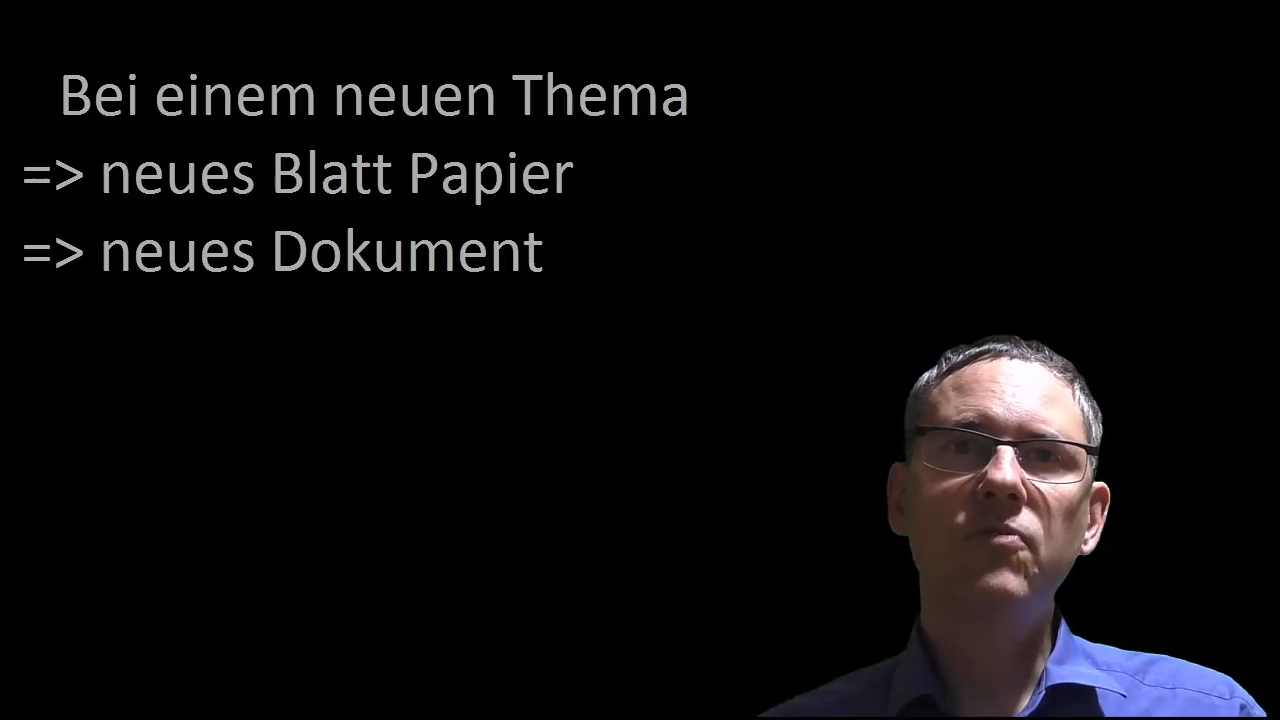 Bei einem neuen Thema
=> neues Blatt Papier
=> neues Dokument